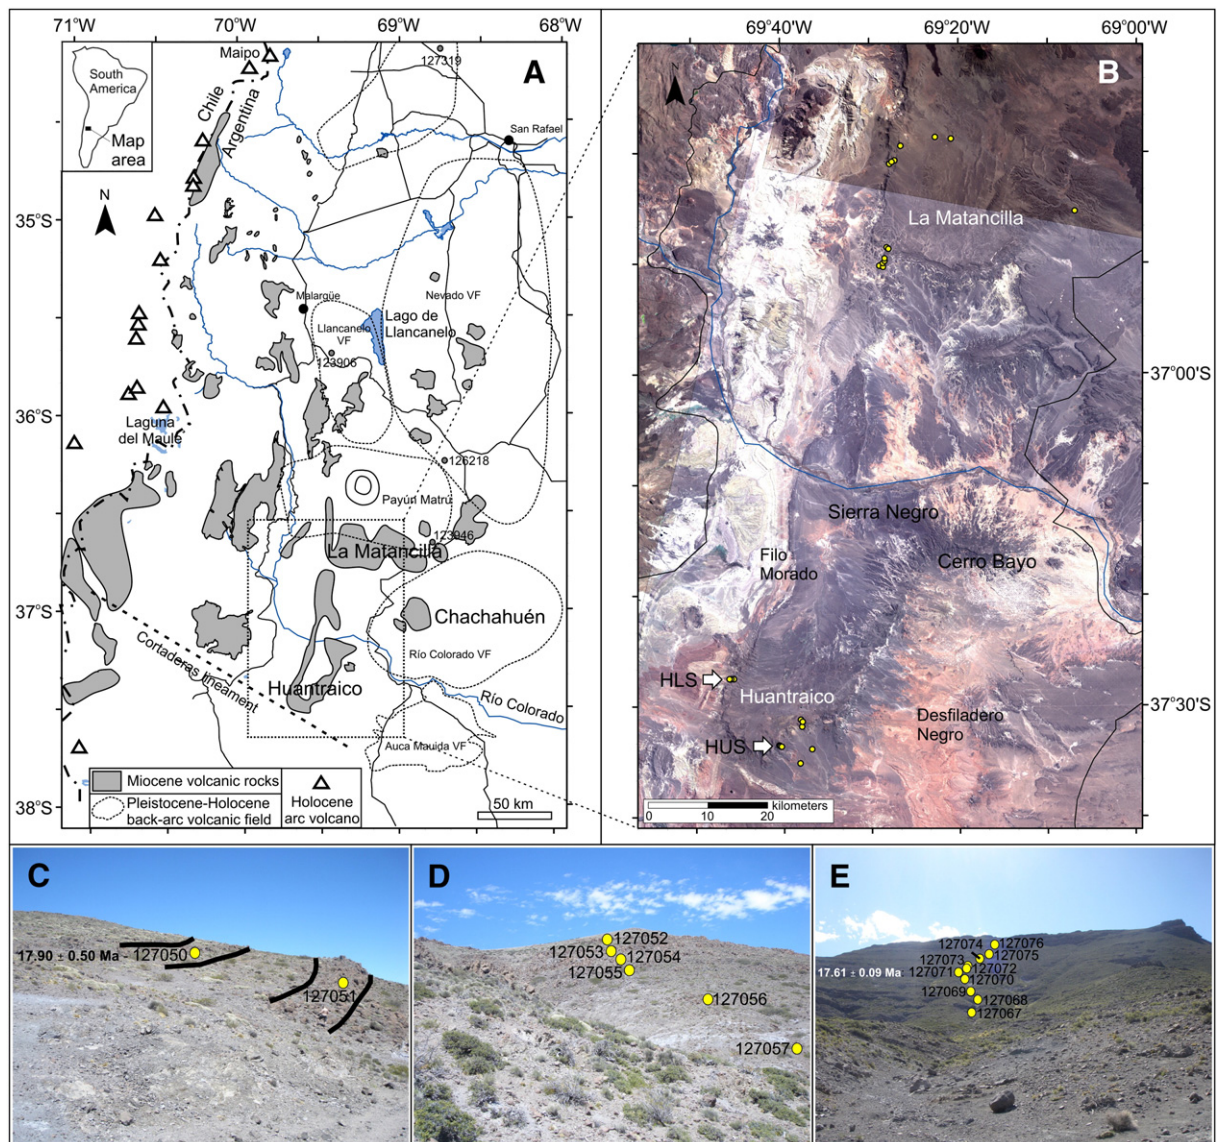 71°W
70°W
69°W
68°W
A
South
America
Map
area
N
Maipo
Chile
Argentina
127319
San Rafael
35°S
Malargüe
Nevado VF
Lago de
Llancanelo
Llancanelo
VF
123906
36°S
Laguna
del Maule
126218
Payún Matrú
123946
La Matancilla
37°S
Chachahuén
Cortaderas lineament
Río Colorado VF
Huantraico
Río Colorado
Auca Mauida VF
38°S
Miocene volcanic rocks
Pleistocene-Holocene
back-arc volcanic field
Holocene
arc volcano
50 km
69°40'W
69°20'W
69°00'W
B
N
La Matancilla
37°00'S
Sierra Negro
Filo
Morado
Cerro Bayo
HLS
Huantraico
37°30'S
Desfiladero
Negro
HUS
0 10 20 kilometers
C
17.90 ± 0.50 Ma
127050
127051
D
127052
127053
127054
127055
127056
127057
E
127074
127076
127075
127073
17.61 ± 0.09 Ma
127071
127072
127070
127069
127068
127067